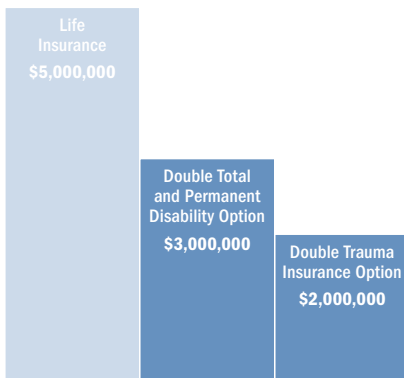 Life
Insurance
$5,000,000
Double Total
and Permanent
Disability Option
$3,000,000
Double Trauma
Insurance Option
$2,000,000